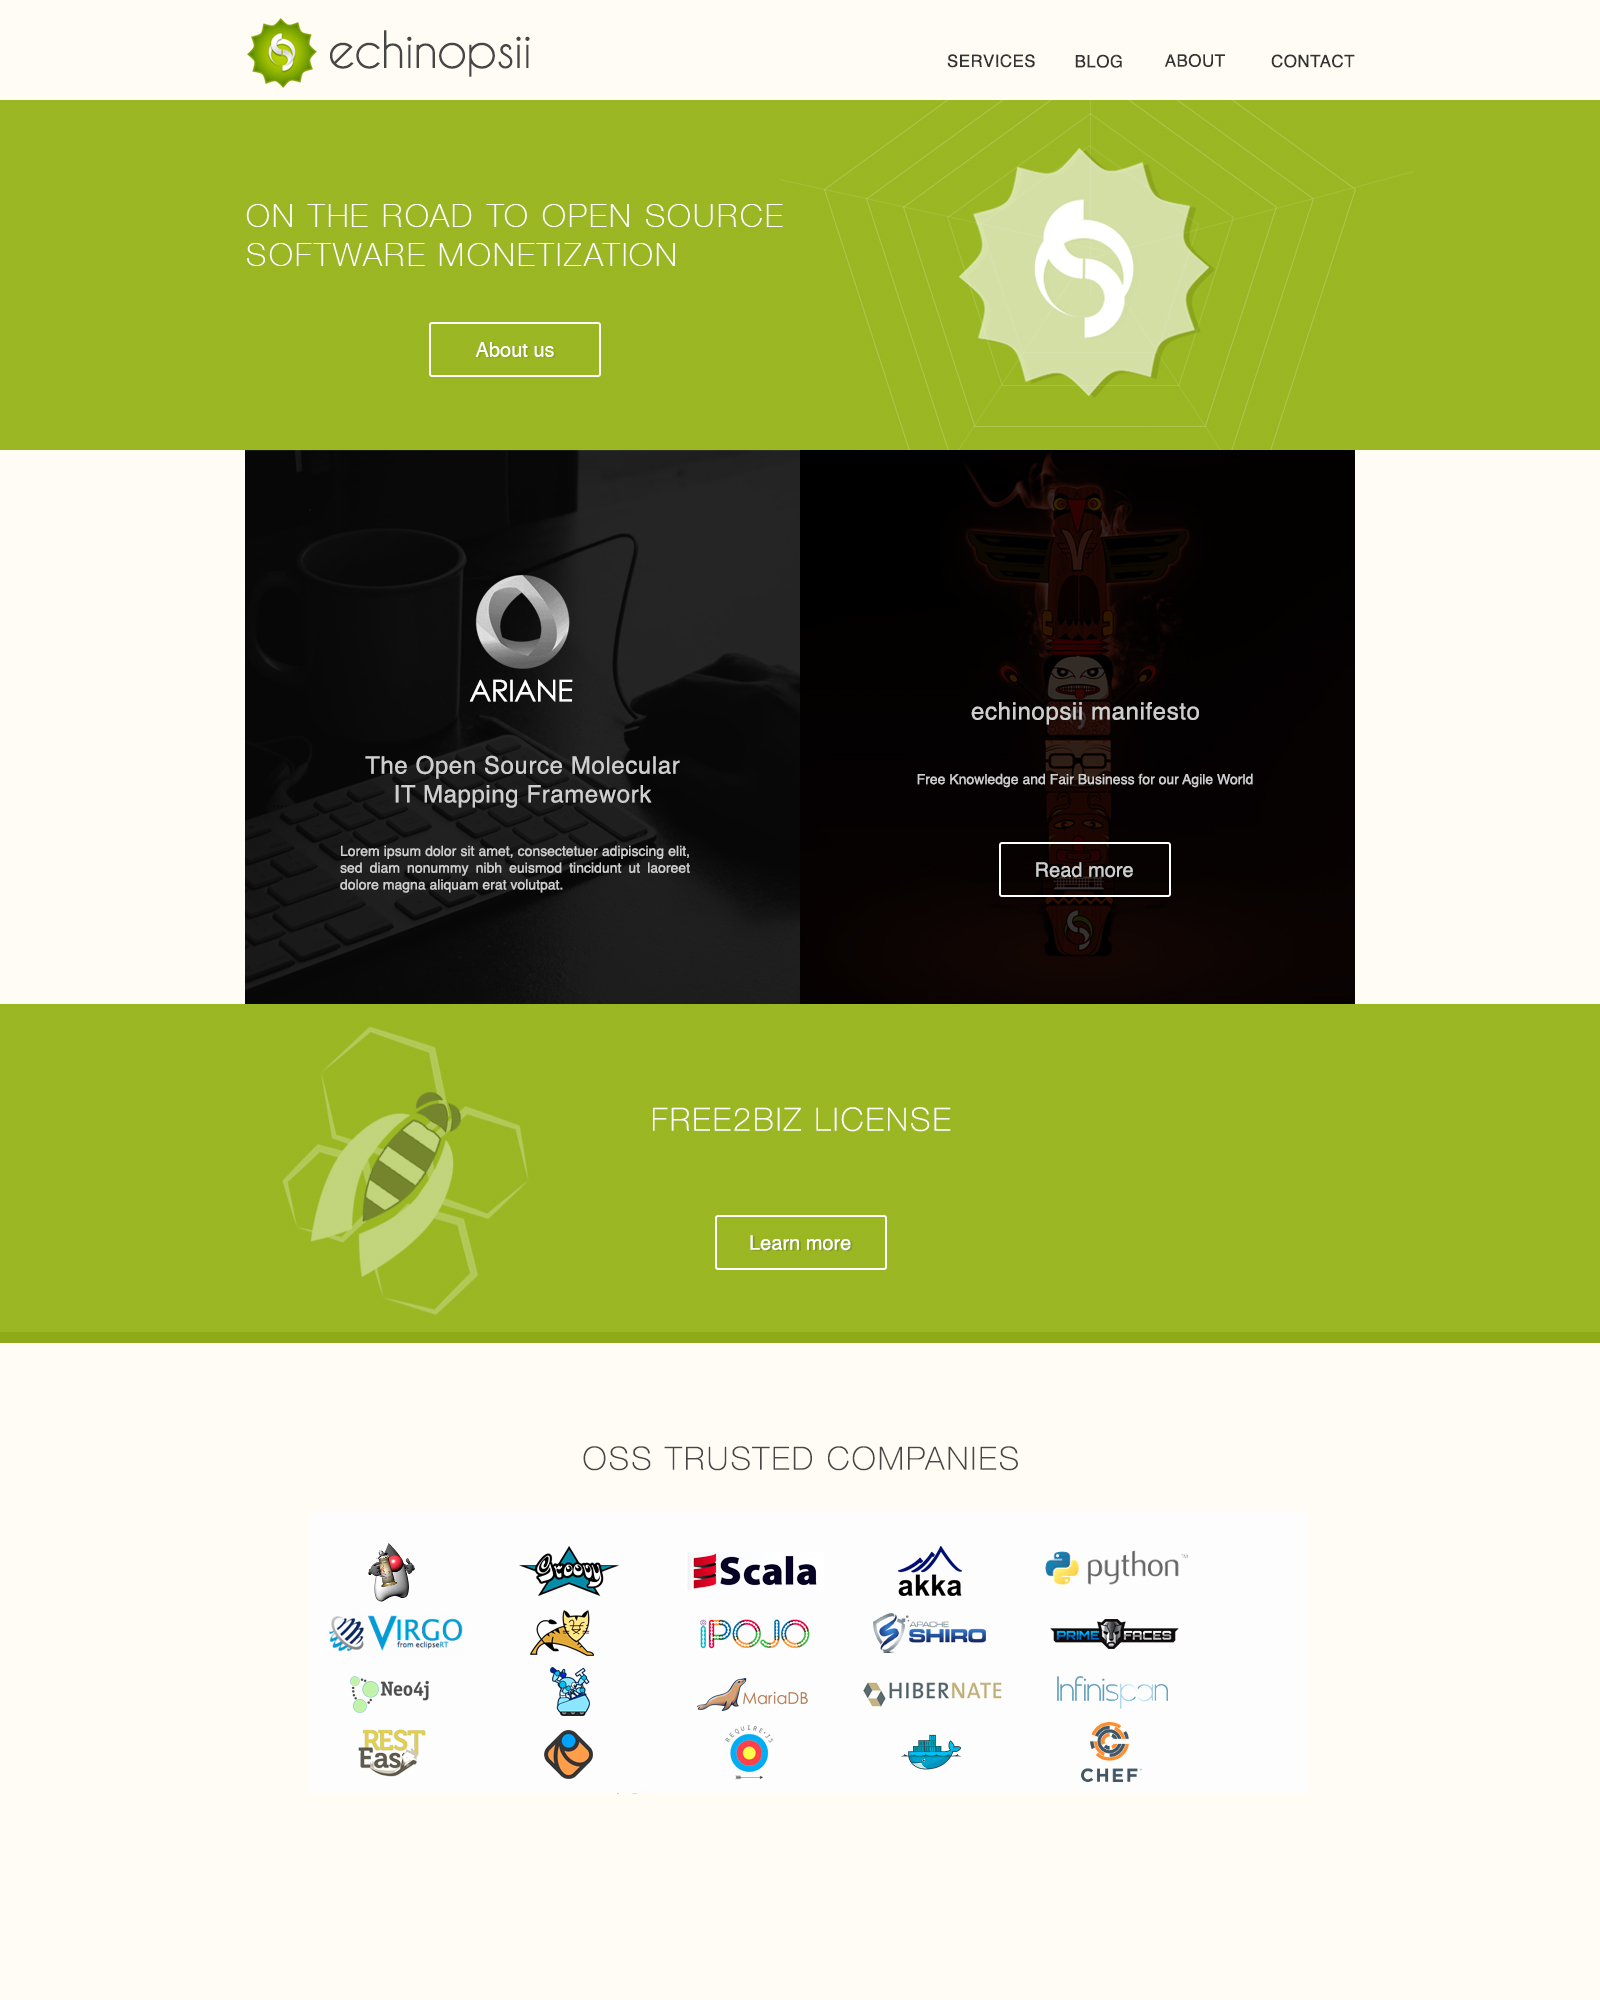 echinopsii
SERVICES BLOG ABOUT CONTACT
ON THE ROAD TO OPEN SOURCE
SOFTWARE MONETIZATION
About us
ARIANE
The Open Source Molecular
IT Mapping Framework
Lorem ipsum dolor sit amet, consectetuer adipiscing elit,
sed diam nonummy nibh euismod tincidunt ut laoreet
dolore magna aliquam erat volutpat.
echinopsii manifesto
Free Knowledge and Fair Business for our Agile World
Read more
FREE2BIZ LICENSE
Learn more
OSS TRUSTED COMPANIES
Groovy
Scala
akka
python™
VIRGO
from eclipseRT
iPOJO
APACHE
SHIRO
PRIMEFACES
Neo4j
MariaDB
HIBERNATE
Infinispan
REST
Easy
REQUIRE·JS
CHEF